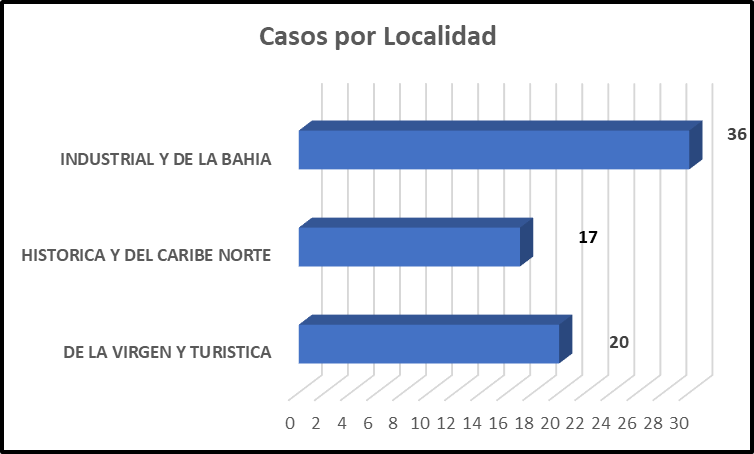 Casos por Localidad
INDUSTRIAL Y DE LA BAHIA
36
HISTORICA Y DEL CARIBE NORTE
17
DE LA VIRGEN Y TURISTICA
20
0 2 4 6 8 10 12 14 16 18 20 22 24 26 28 30